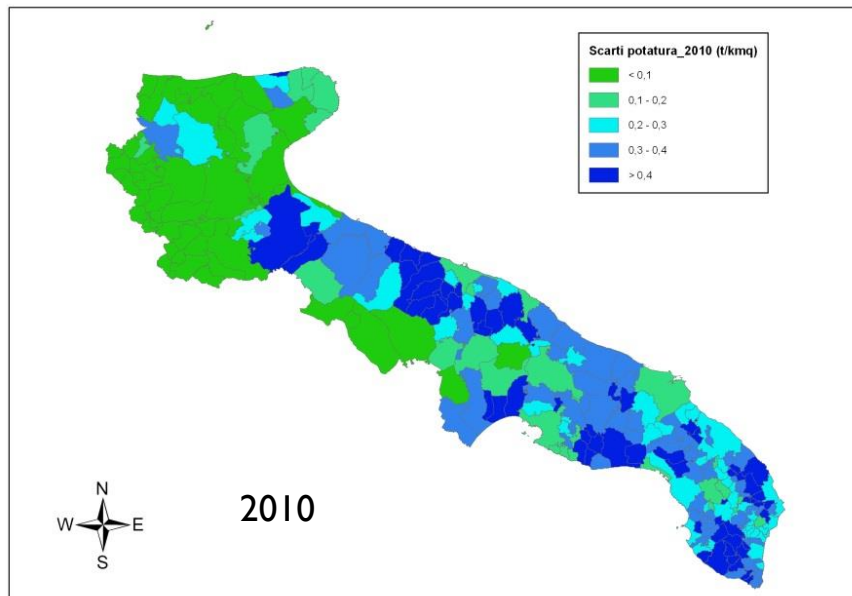 Scarti potatura_2010 (t/kmq)
< 0,1
0,1 - 0,2
0,2 - 0,3
0,3 - 0,4
> 0,4
2010
N
W E
S